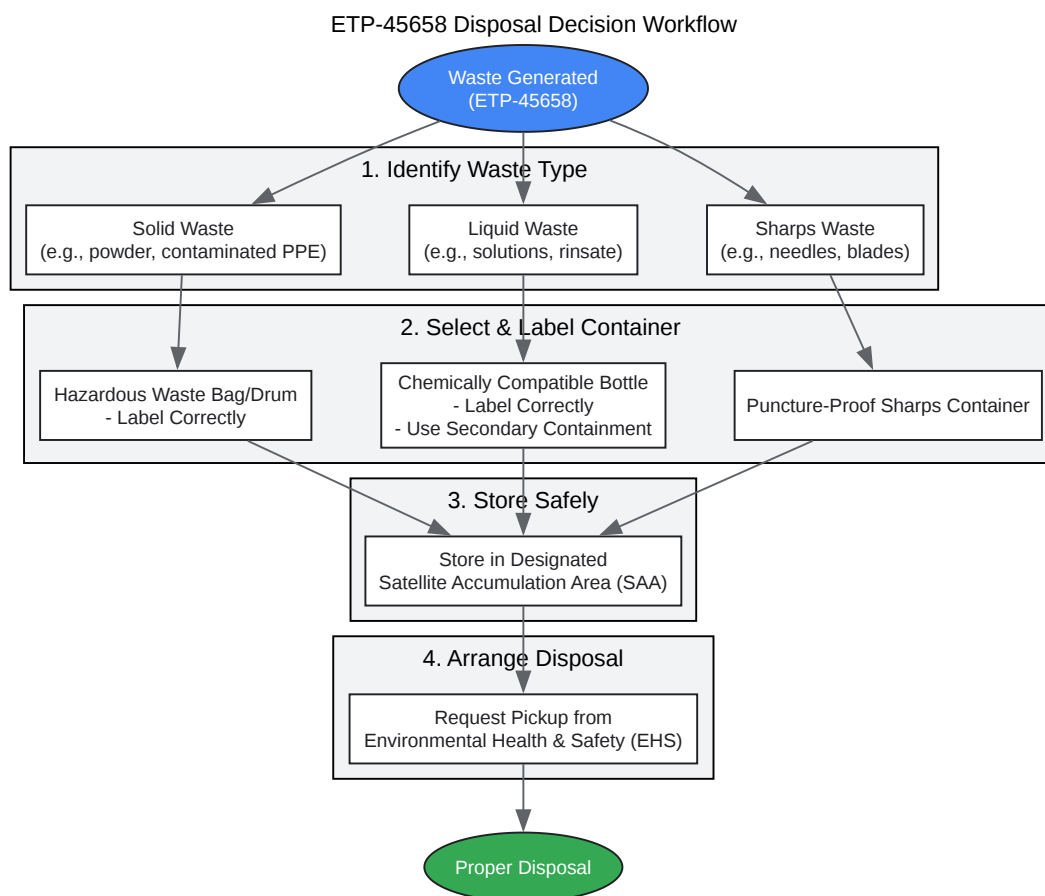 ETP-45658 Disposal Decision Workflow
Waste Generated
(ETP-45658)
1. Identify Waste Type
Solid Waste
(e.g., powder, contaminated PPE)
Liquid Waste
(e.g., solutions, rinsate)
Sharps Waste
(e.g., needles, blades)
2. Select & Label Container
Hazardous Waste Bag/Drum
- Label Correctly
Chemically Compatible Bottle
- Label Correctly
- Use Secondary Containment
Puncture-Proof Sharps Container
3. Store Safely
Store in Designated
Satellite Accumulation Area (SAA)
4. Arrange Disposal
Request Pickup from
Environmental Health & Safety (EHS)
Proper Disposal